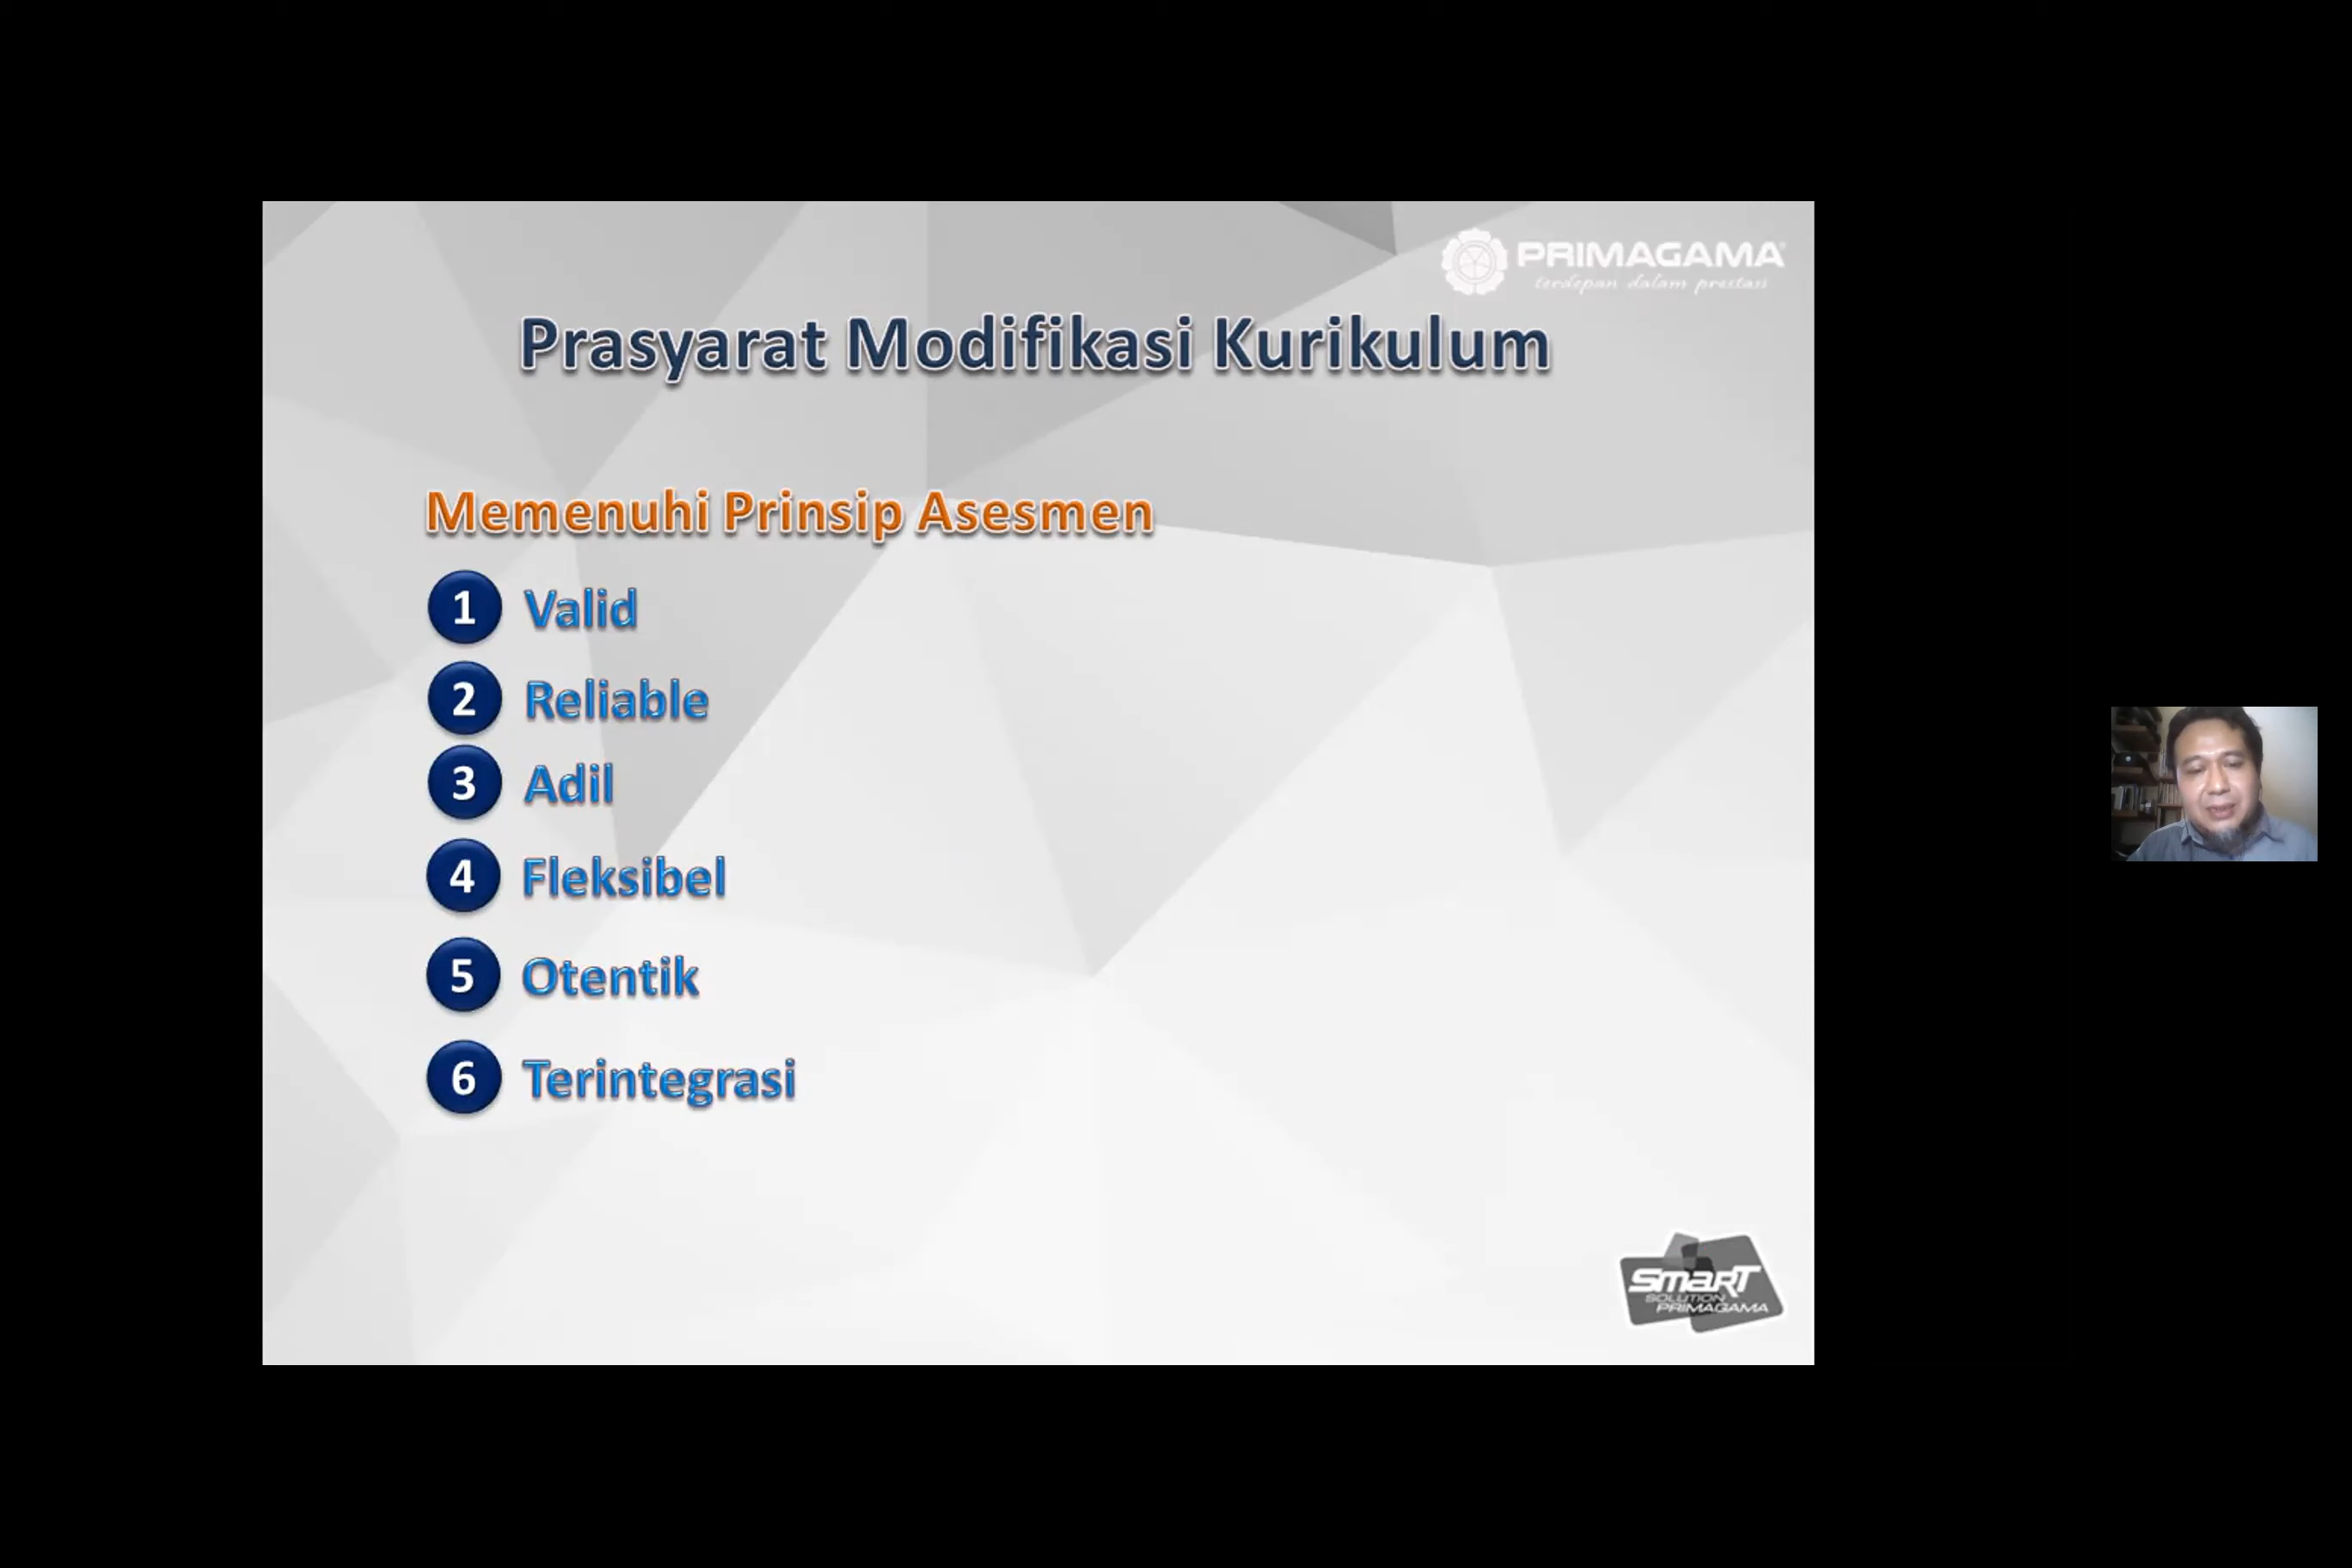 PRIMAGAMA
terdepan dalam prestasi
Prasyarat Modifikasi Kurikulum
Memenuhi Prinsip Asesmen
1 Valid
2 Reliable
3 Adil
4 Fleksibel
5 Otentik
6 Terintegrasi
SmarT
SOLUTION
PRIMAGAMA